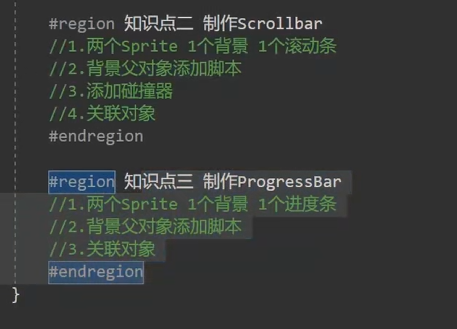 #region 知识点二 制作Scrollbar
//1.两个Sprite 1个背景 1个滚动条
//2.背景父对象添加脚本
//3.添加碰撞器
//4.关联对象
#endregion
#region 知识点三 制作ProgressBar
//1.两个Sprite 1个背景 1个进度条
//2.背景父对象添加脚本
//3.关联对象
#endregion
}